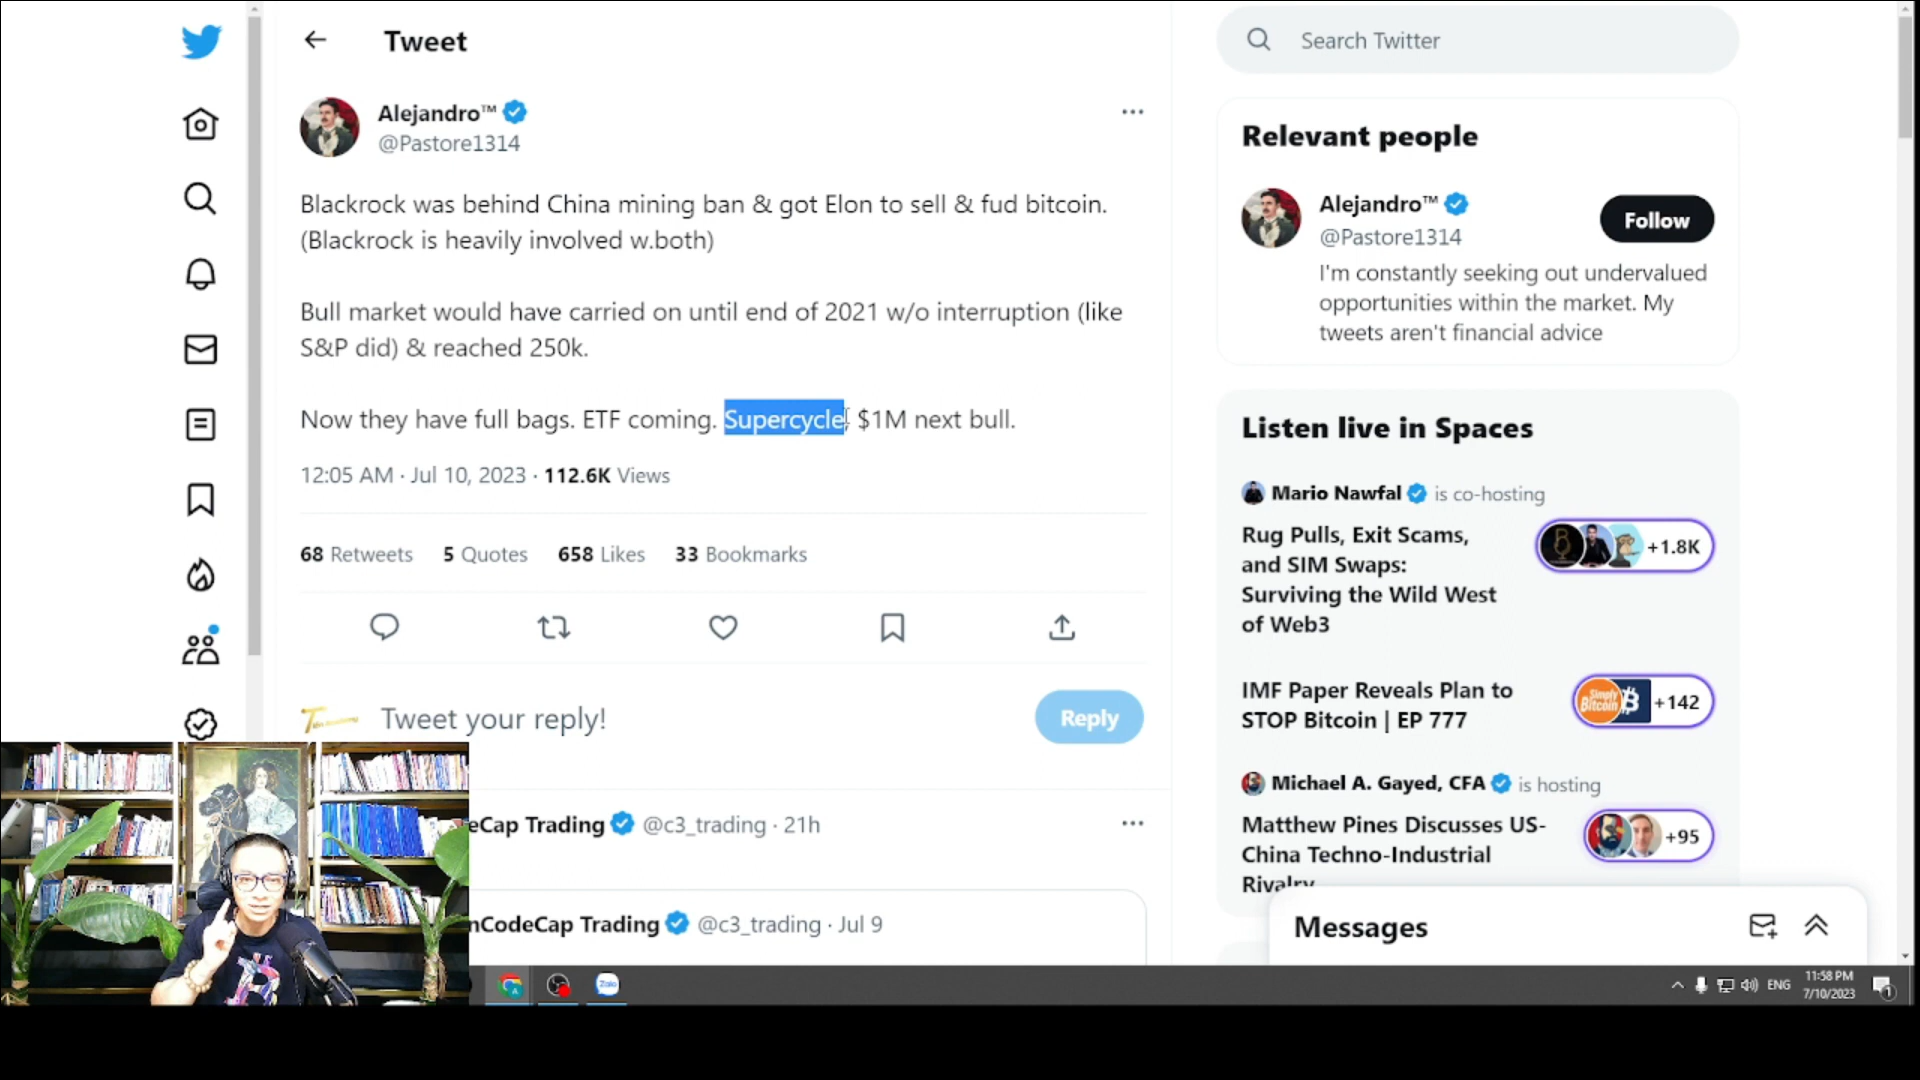 Tweet
Alejandro™
@Pastore1314
Blackrock was behind China mining ban & got Elon to sell & fud bitcoin.
(Blackrock is heavily involved w.both)
Bull market would have carried on until end of 2021 w/o interruption (like
S&P did) & reached 250k.
Now they have full bags. ETF coming. Supercycle, $1M next bull.
12:05 AM · Jul 10, 2023 · 112.6K Views
68 Retweets 5 Quotes 658 Likes 33 Bookmarks
Tweet your reply!
Reply
eCap Trading @c3_trading · 21h
nCodeCap Trading @c3_trading · Jul 9
Search Twitter
Relevant people
Alejandro™
@Pastore1314
Follow
I'm constantly seeking out undervalued
opportunities within the market. My
tweets aren't financial advice
Listen live in Spaces
Mario Nawfal is co-hosting
Rug Pulls, Exit Scams,
and SIM Swaps:
Surviving the Wild West
of Web3
+1.8K
IMF Paper Reveals Plan to
STOP Bitcoin | EP 777
Simply
Bitcoin
+142
Michael A. Gayed, CFA is hosting
Matthew Pines Discusses US-
China Techno-Industrial
Rivalry
+95
Messages
Zalo
ENG
11:58 PM
7/10/2023
1